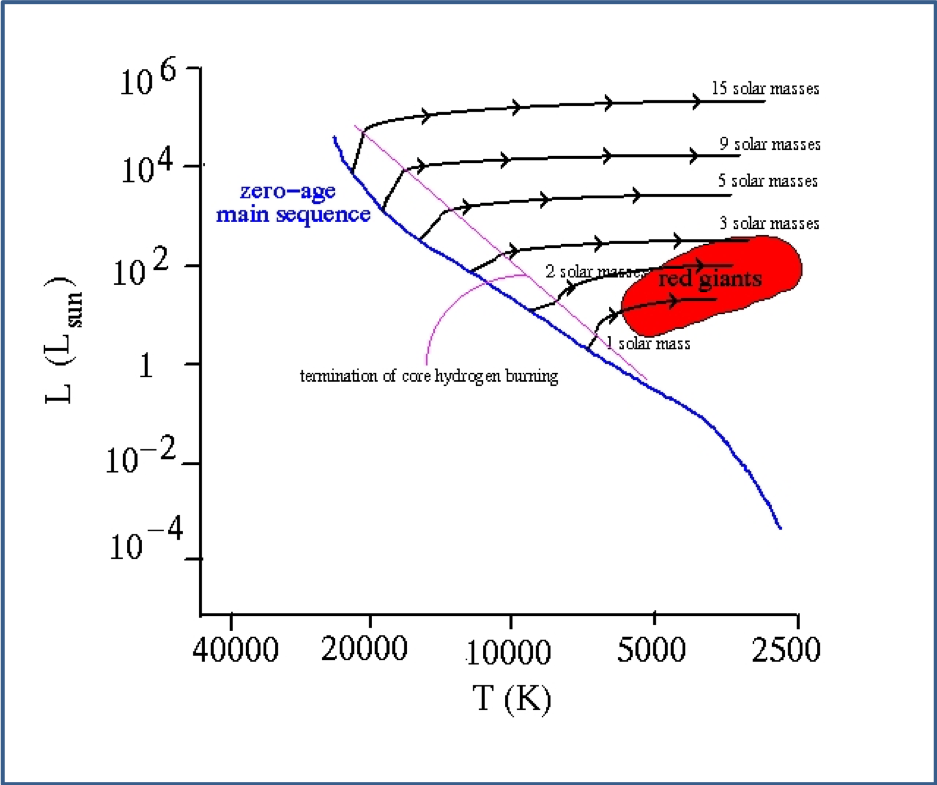 10^6
15 solar masses
9 solar masses
10^4
5 solar masses
zero-age
main sequence
3 solar masses
10^2
2 solar masses
red giants
L (L_sun)
1 solar mass
1
termination of core hydrogen burning
10^-2
10^-4
40000 20000 10000 5000 2500
T (K)